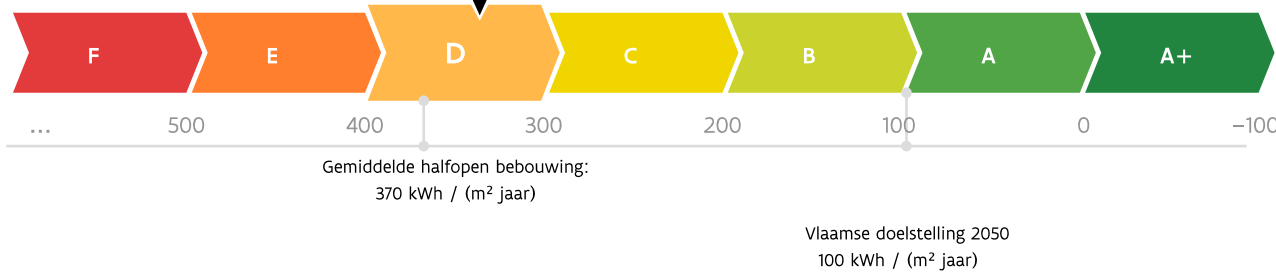 F E D C B A A+
... 500 400 300 200 100 0 –100
Gemiddelde halfopen bebouwing:
370 kWh / (m² jaar)
Vlaamse doelstelling 2050
100 kWh / (m² jaar)